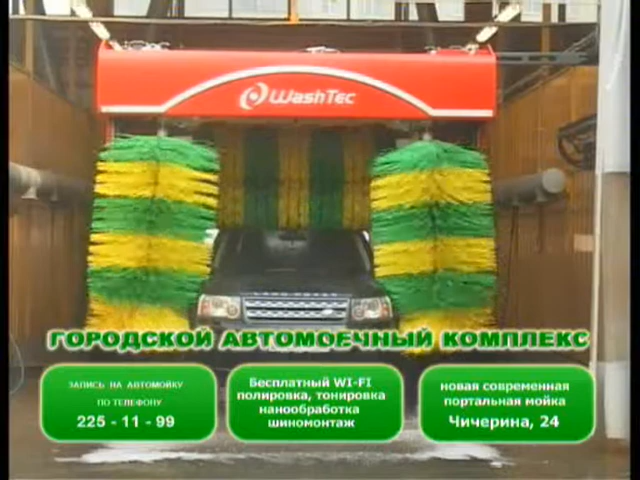 WashTec
ГОРОДСКОЙ АВТОМОЕЧНЫЙ КОМПЛЕКС
ЗАПИСЬ НА АВТОМОЙКУ
ПО ТЕЛЕФОНУ
225 - 11 - 99
Бесплатный WI-FI
полировка, тонировка
нанообработка
шиномонтаж
новая современная
портальная мойка
Чичерина, 24